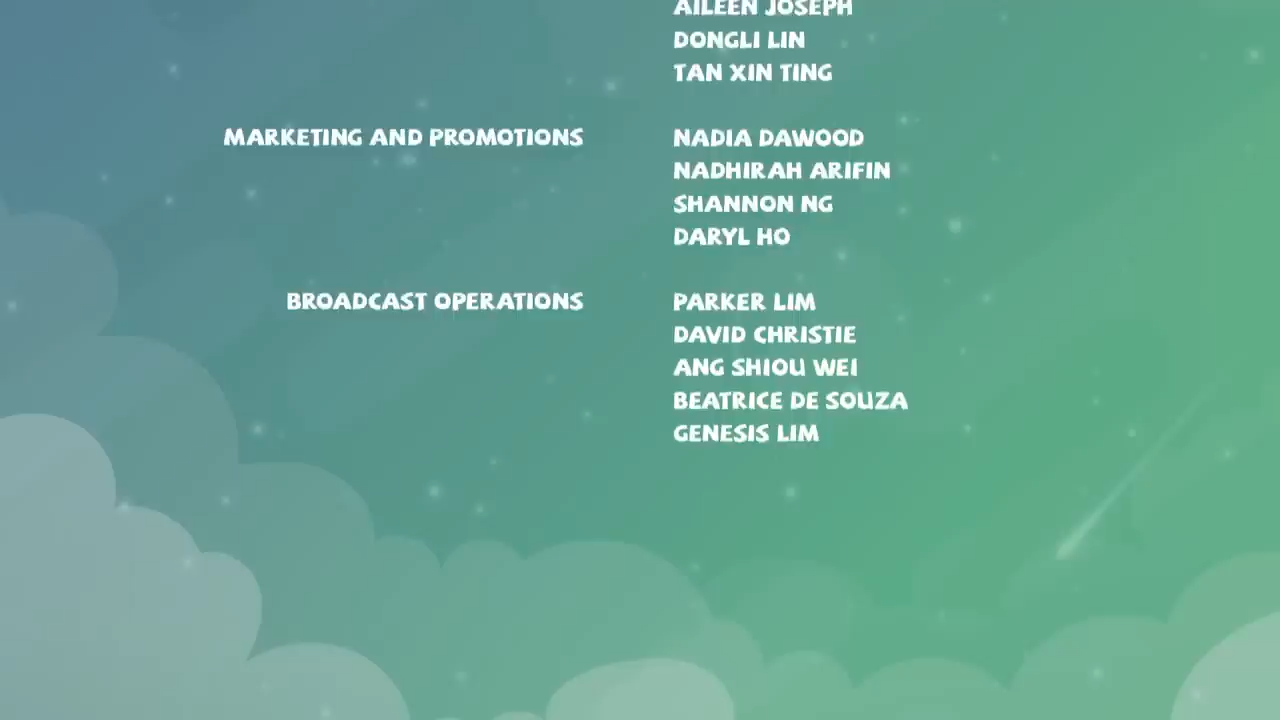 AILEEN JOSEPH
DONGLI LIN
TAN XIN TING
MARKETING AND PROMOTIONS NADIA DAWOOD
NADHIRAH ARIFIN
SHANNON NG
DARYL HO
BROADCAST OPERATIONS PARKER LIM
DAVID CHRISTIE
ANG SHIOU WEI
BEATRICE DE SOUZA
GENESIS LIM